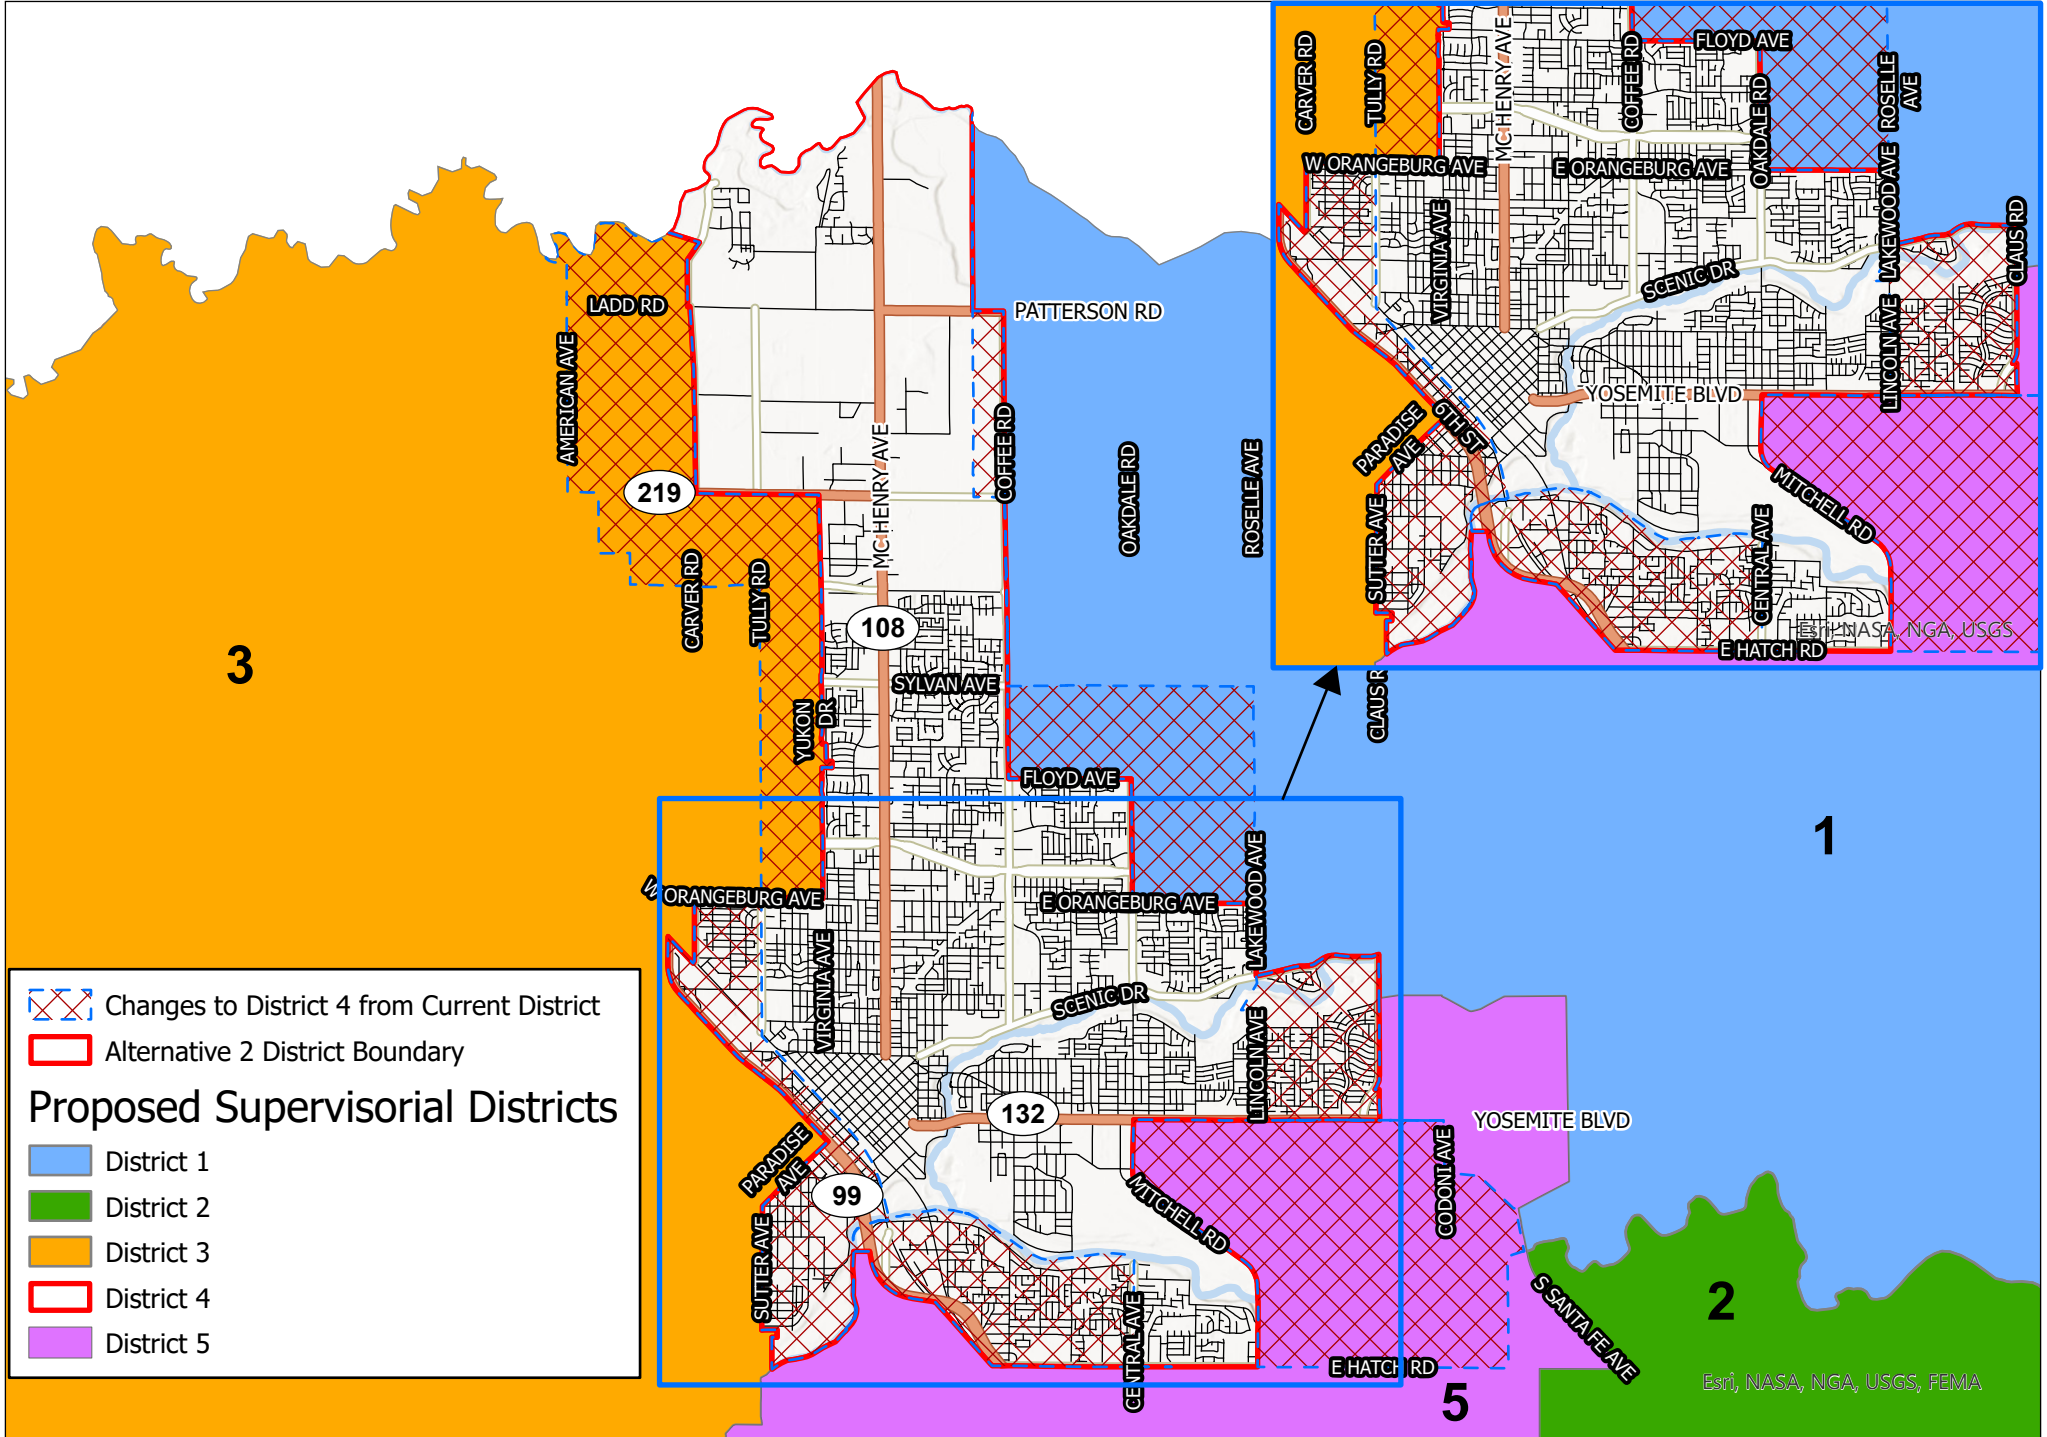 CARVER RD
TULLY RD
MC HENRY AVE
COFFEE RD
FLOYD AVE
OAKDALE RD
ROSELLE
AVE
W ORANGEBURG AVE
E ORANGEBURG AVE
LAKEWOOD AVE
VIRGINIA AVE
SCENIC DR
CLAUS RD
LINCOLN AVE
YOSEMITE BLVD
PARADISE
AVE
6TH ST
MITCHELL RD
SUTTER AVE
CENTRAL AVE
Esri, NASA, NGA, USGS
E HATCH RD
LADD RD
PATTERSON RD
AMERICAN AVE
MC HENRY AVE
COFFEE RD
OAKDALE RD
ROSELLE AVE
219
CARVER RD
TULLY RD
108
3
SYLVAN AVE
CLAUS R
YUKON
DR
FLOYD AVE
1
W ORANGEBURG AVE
E ORANGEBURG AVE
LAKEWOOD AVE
VIRGINIA AVE
SCENIC DR
LINCOLN AVE
132
YOSEMITE BLVD
PARADISE
AVE
CODONI AVE
99
MITCHELL RD
SUTTER AVE
CENTRAL AVE
S SANTA FE AVE
2
E HATCH RD
5
Esri, NASA, NGA, USGS, FEMA
Changes to District 4 from Current District
Alternative 2 District Boundary
Proposed Supervisorial Districts
District 1
District 2
District 3
District 4
District 5